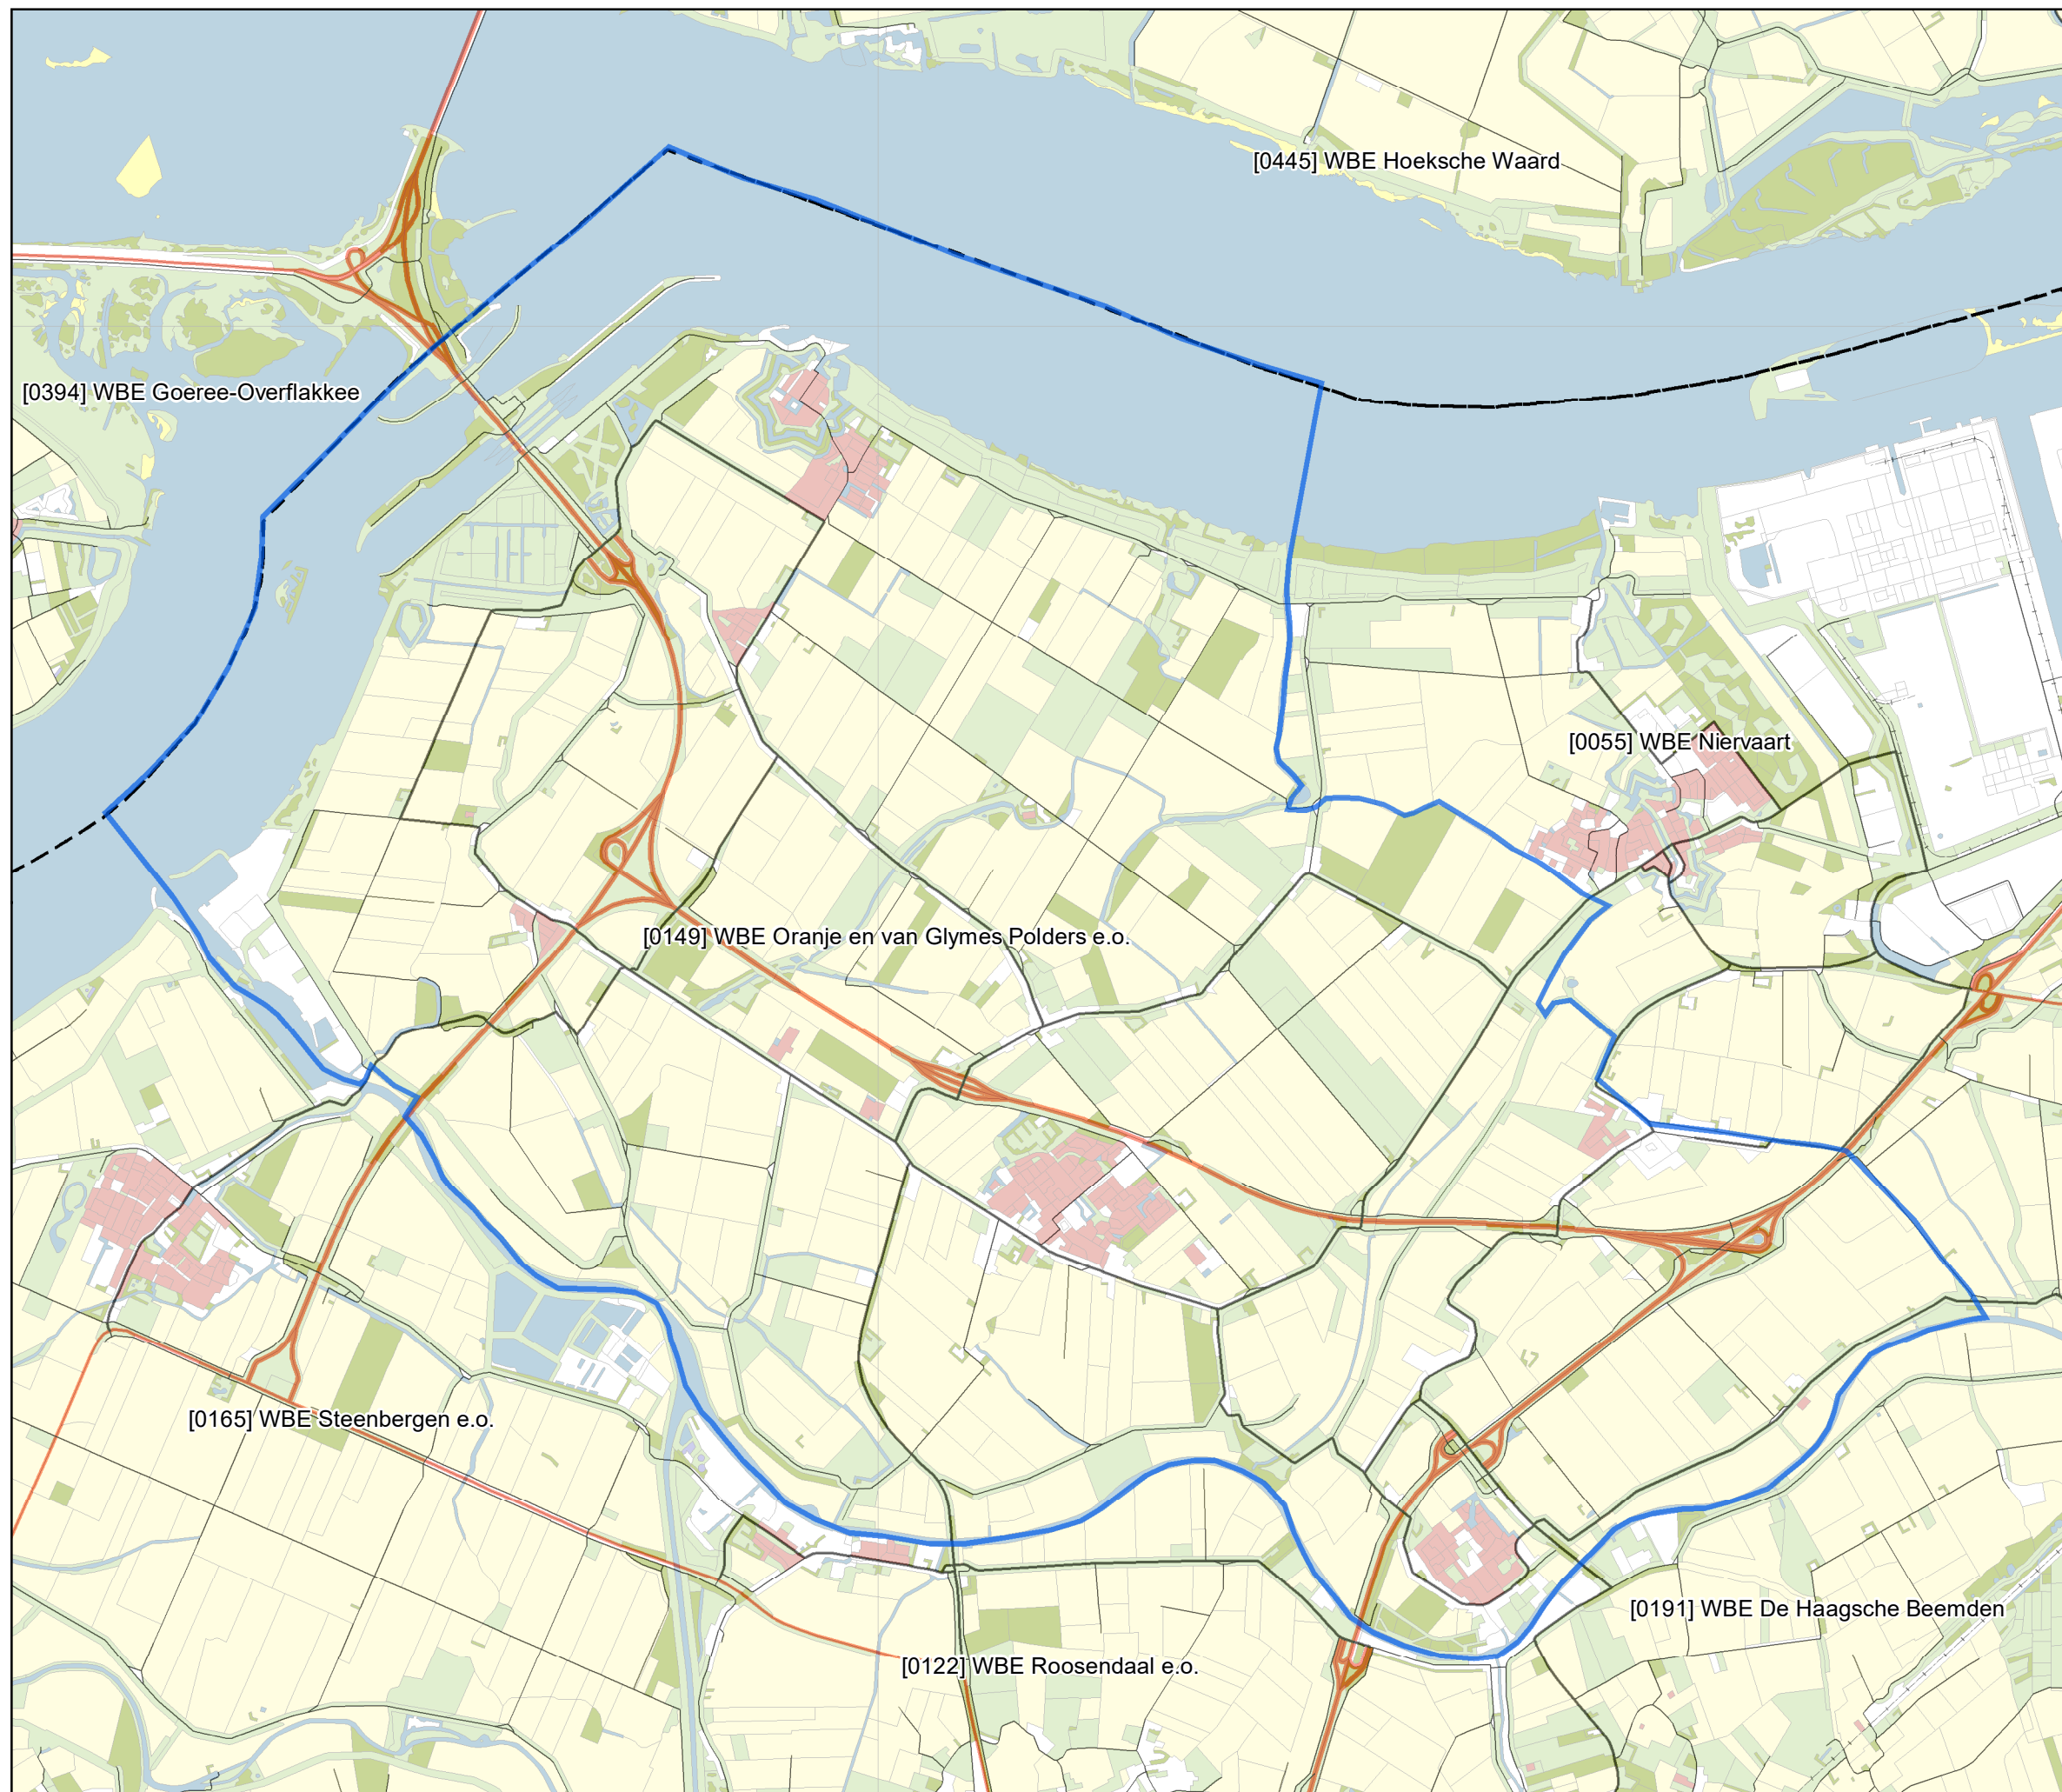 [0445] WBE Hoeksche Waard
[0394] WBE Goeree-Overflakkee
[0055] WBE Niervaart
[0149] WBE Oranje en van Glymes Polders e.o.
[0165] WBE Steenbergen e.o.
[0191] WBE De Haagsche Beemden
[0122] WBE Roosendaal e.o.